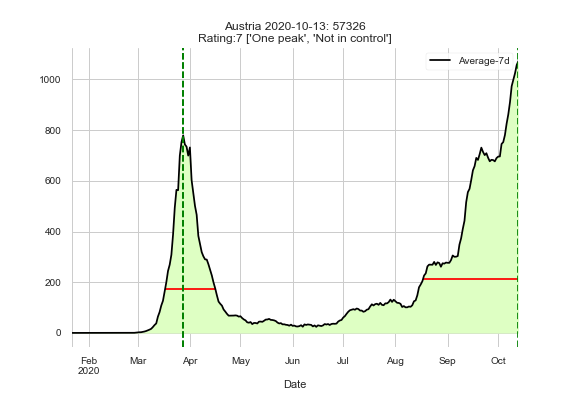 Austria 2020-10-13: 57326
Rating:7 ['One peak', 'Not in control']
Average-7d
1000
800
600
400
200
0
Feb Mar Apr May Jun Jul Aug Sep Oct
2020
Date